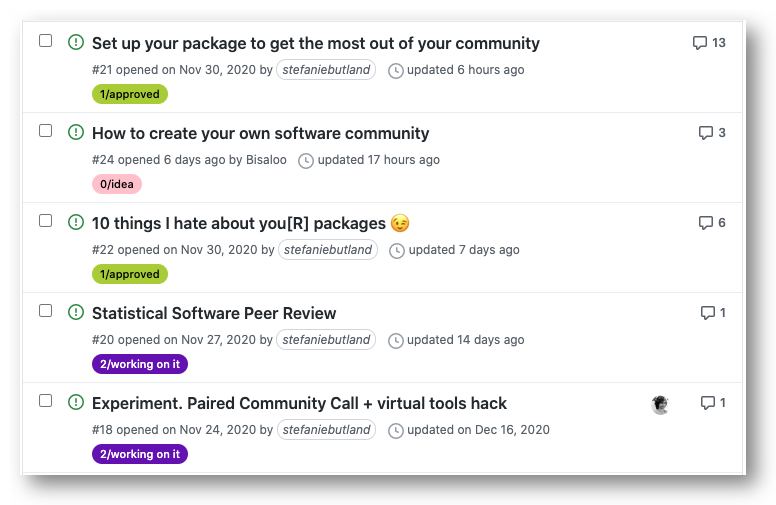 Set up your package to get the most out of your community 13
#21 opened on Nov 30, 2020 by stefaniebutland updated 6 hours ago
1/approved
How to create your own software community 3
#24 opened 6 days ago by Bisaloo updated 17 hours ago
0/idea
10 things I hate about you[R] packages 😉 6
#22 opened on Nov 30, 2020 by stefaniebutland updated 7 days ago
1/approved
Statistical Software Peer Review 1
#20 opened on Nov 27, 2020 by stefaniebutland updated 14 days ago
2/working on it
Experiment. Paired Community Call + virtual tools hack 1
#18 opened on Nov 24, 2020 by stefaniebutland updated on Dec 16, 2020
2/working on it